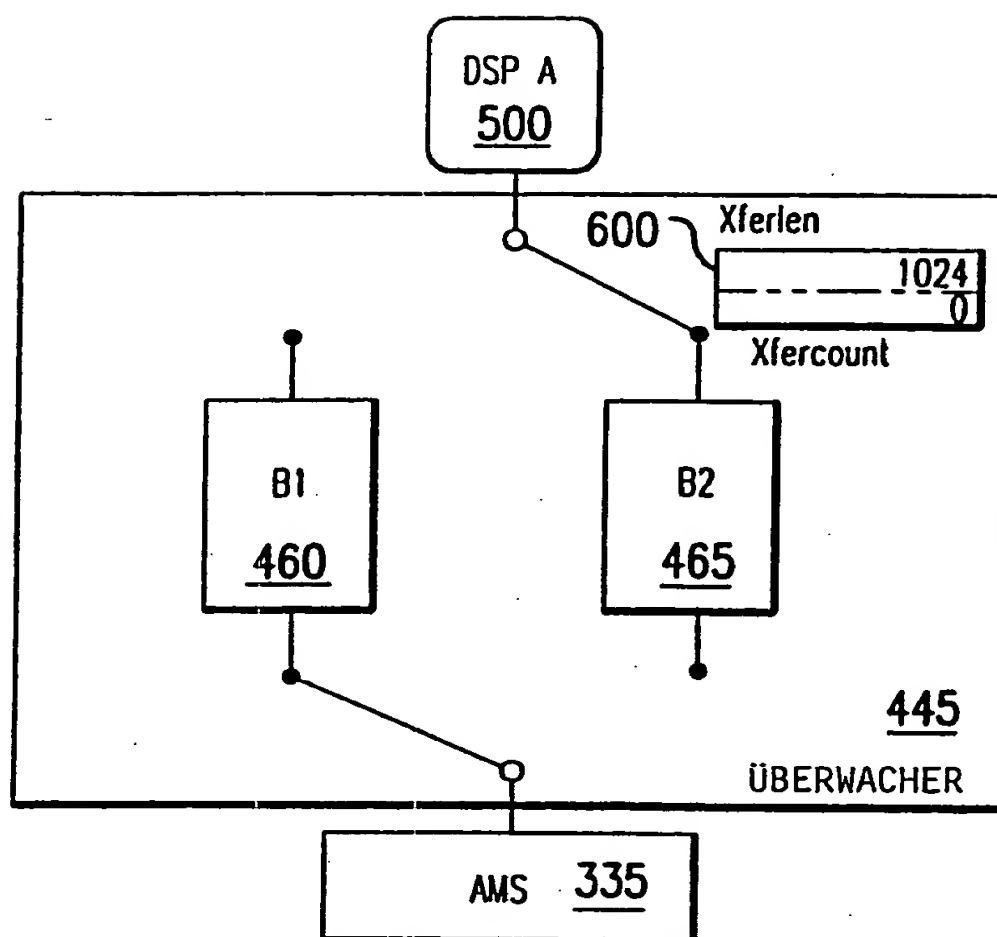 DSP A
500
600
Xferlen
1024
0
Xfercount
B1
460
B2
465
445
ÜBERWACHER
AMS 335